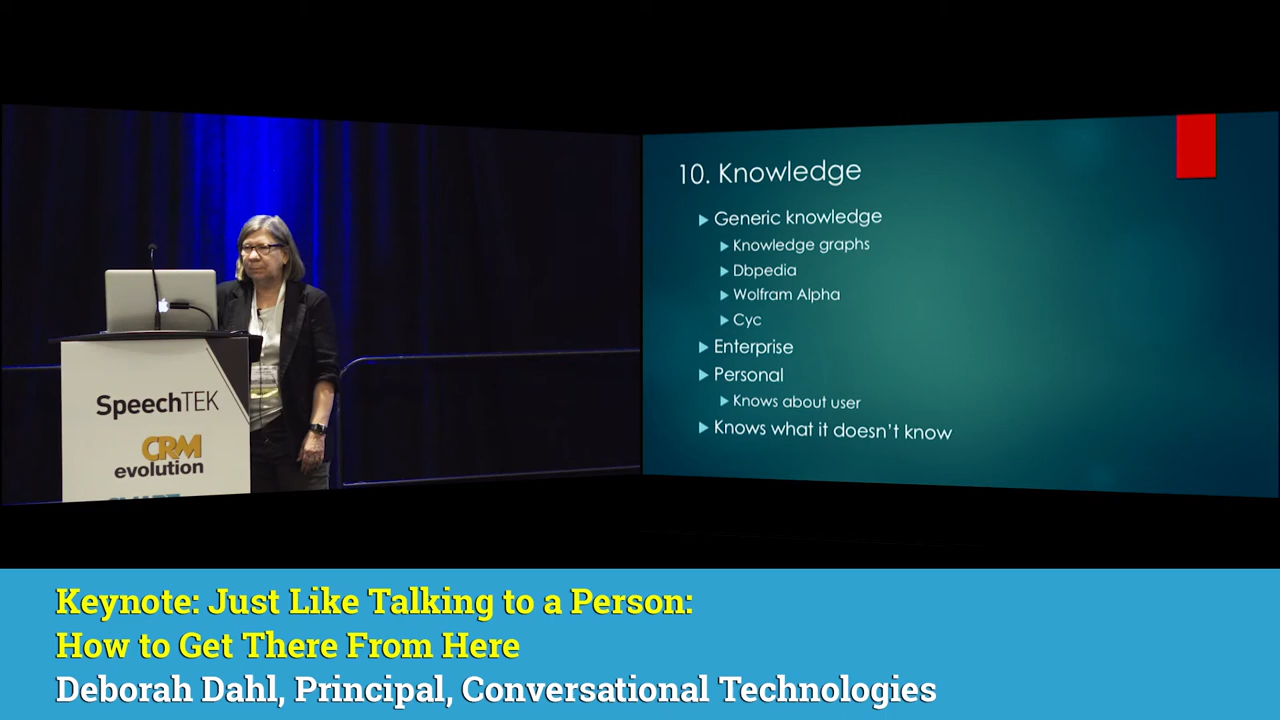 SpeechTEK
CRM
evolution
10. Knowledge
Generic knowledge
Knowledge graphs
Dbpedia
Wolfram Alpha
Cyc
Enterprise
Personal
Knows about user
Knows what it doesn't know
Keynote: Just Like Talking to a Person:
How to Get There From Here
Deborah Dahl, Principal, Conversational Technologies